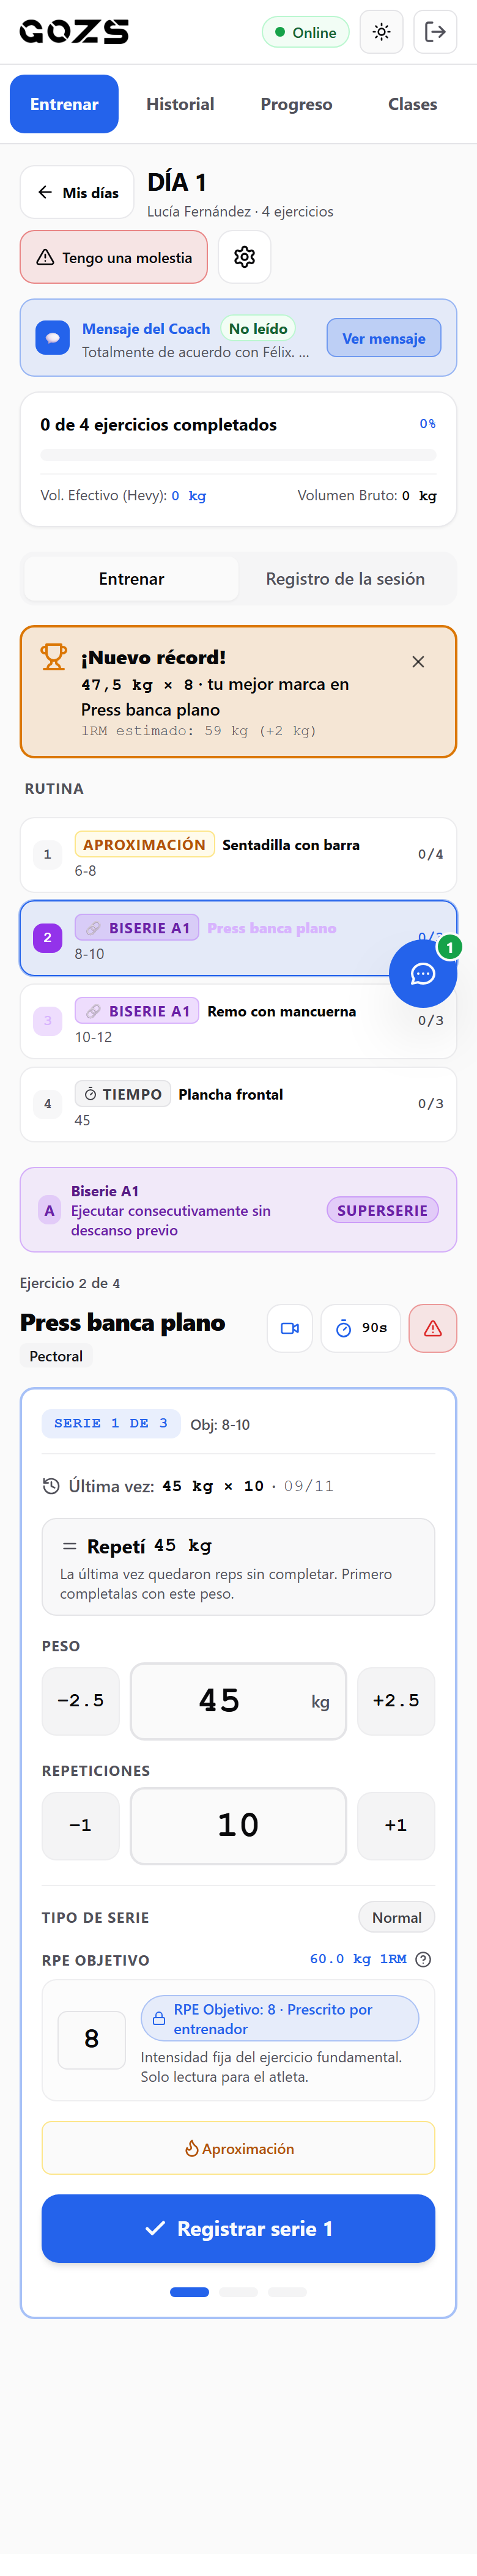 GOZS
Online
Entrenar
Historial
Progreso
Clases
Mis días
DÍA 1
Lucía Fernández · 4 ejercicios
Tengo una molestia
Mensaje del Coach
No leído
Totalmente de acuerdo con Félix. ...
Ver mensaje
0 de 4 ejercicios completados
0%
Vol. Efectivo (Hevy): 0 kg
Volumen Bruto: 0 kg
Entrenar
Registro de la sesión
¡Nuevo récord!
47,5 kg × 8 · tu mejor marca en
Press banca plano
1RM estimado: 59 kg (+2 kg)
RUTINA
1
APROXIMACIÓN
Sentadilla con barra
6-8
0/4
2
BISERIE A1
Press banca plano
8-10
1
3
BISERIE A1
Remo con mancuerna
10-12
0/3
4
TIEMPO
Plancha frontal
45
0/3
A
Biserie A1
Ejecutar consecutivamente sin
descanso previo
SUPERSERIE
Ejercicio 2 de 4
Press banca plano
90s
Pectoral
SERIE 1 DE 3
Obj: 8-10
Última vez: 45 kg × 10 · 09/11
= Repetí 45 kg
La última vez quedaron reps sin completar. Primero
completalas con este peso.
PESO
−2.5
45
kg
+2.5
REPETICIONES
−1
10
+1
TIPO DE SERIE
Normal
RPE OBJETIVO
60.0 kg 1RM
8
RPE Objetivo: 8 · Prescrito por
entrenador
Intensidad fija del ejercicio fundamental.
Solo lectura para el atleta.
Aproximación
Registrar serie 1